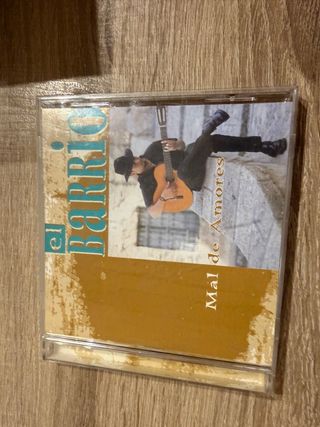 el
BARRIO
Mal de Amores